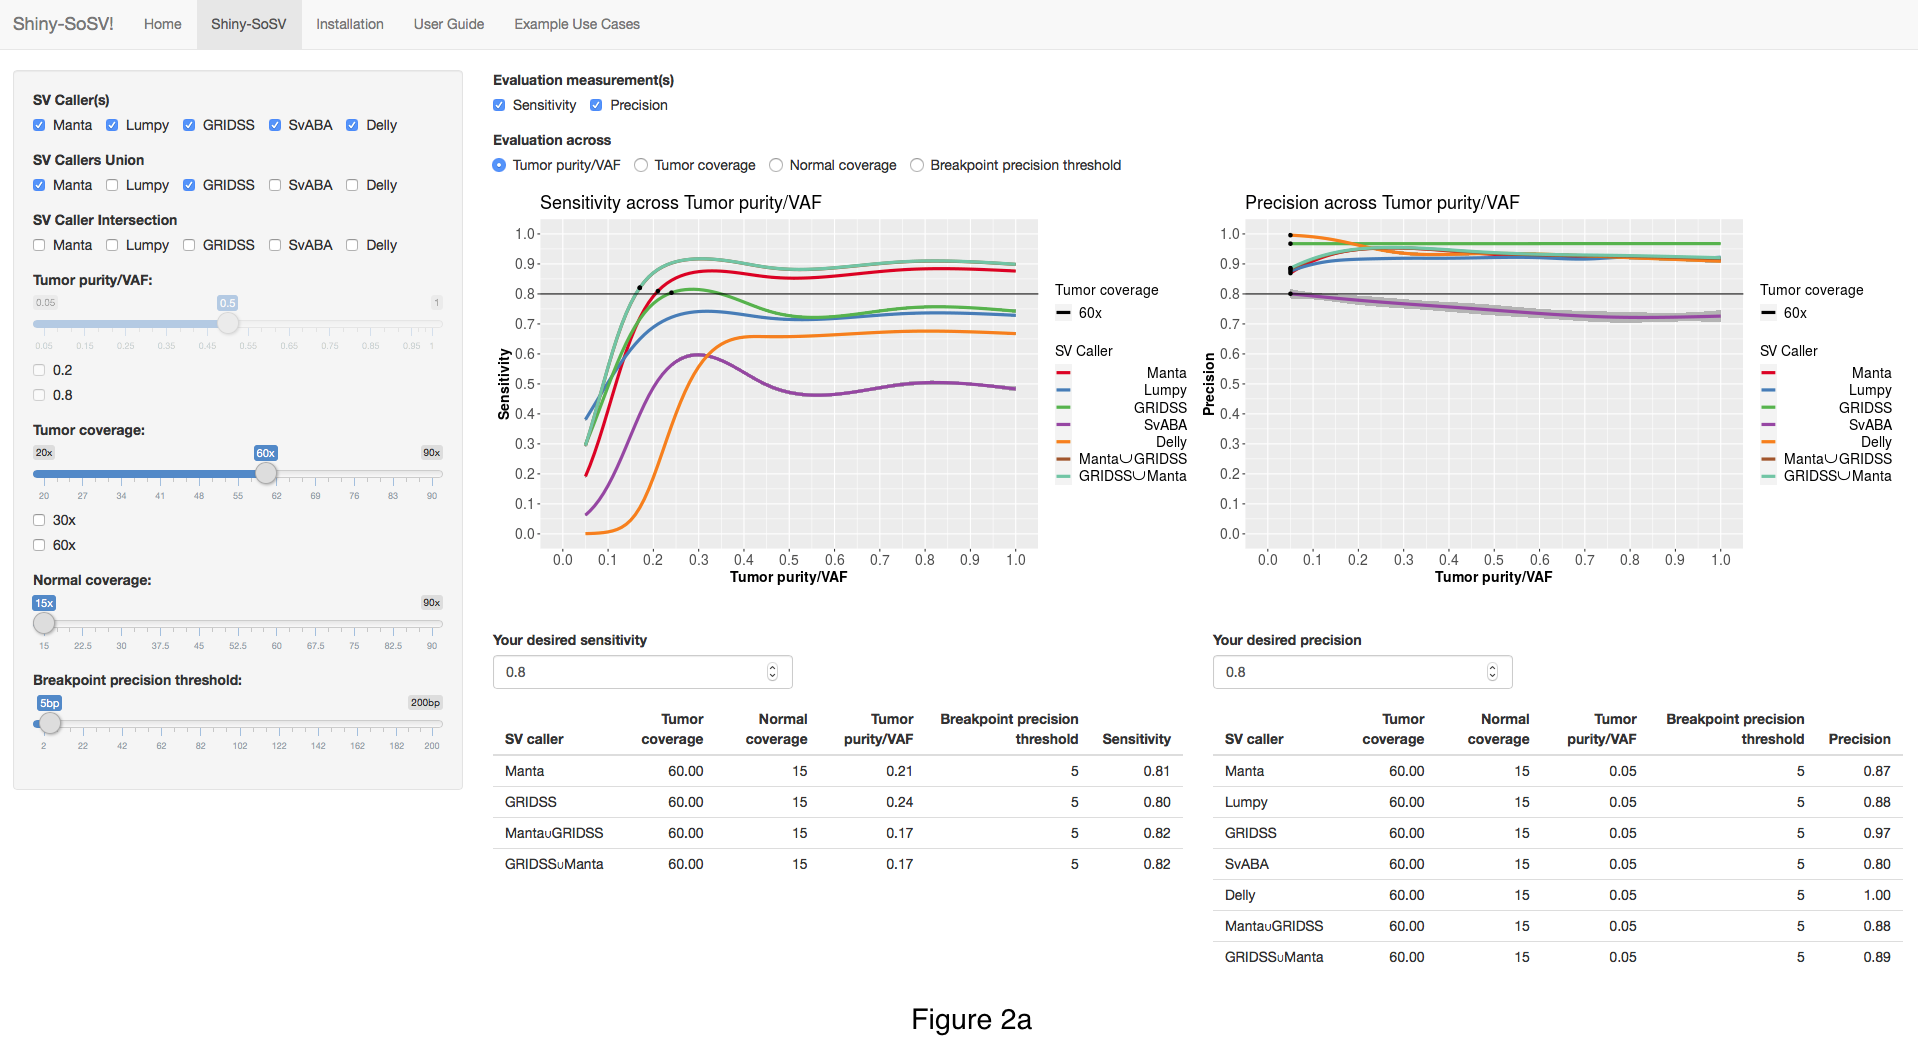 Shiny-SoSV! Home Shiny-SoSV Installation User Guide Example Use Cases
SV Caller(s)
Manta Lumpy GRIDSS SvABA Delly
SV Callers Union
Manta Lumpy GRIDSS SvABA Delly
SV Caller Intersection
Manta Lumpy GRIDSS SvABA Delly
Tumor purity/VAF:
0.05 0.5 1
0.05 0.15 0.25 0.35 0.45 0.55 0.65 0.75 0.85 0.95 1
0.2
0.8
Tumor coverage:
20x 60x 90x
20 27 34 41 48 55 62 69 76 83 90
30x
60x
Normal coverage:
15x 90x
15 22.5 30 37.5 45 52.5 60 67.5 75 82.5 90
Breakpoint precision threshold:
5bp 200bp
2 22 42 62 82 102 122 142 162 182 200
Evaluation measurement(s)
Sensitivity Precision
Evaluation across
Tumor purity/VAF Tumor coverage Normal coverage Breakpoint precision threshold
Sensitivity across Tumor purity/VAF
Sensitivity
1.0
0.9
0.8
0.7
0.6
0.5
0.4
0.3
0.2
0.1
0.0
0.0 0.1 0.2 0.3 0.4 0.5 0.6 0.7 0.8 0.9 1.0
Tumor purity/VAF
Tumor coverage
60x
SV Caller
Manta
Lumpy
GRIDSS
SvABA
Delly
Manta∪GRIDSS
GRIDSS∪Manta
Precision across Tumor purity/VAF
Precision
1.0
0.9
0.8
0.7
0.6
0.5
0.4
0.3
0.2
0.1
0.0
0.0 0.1 0.2 0.3 0.4 0.5 0.6 0.7 0.8 0.9 1.0
Tumor purity/VAF
Tumor coverage
60x
SV Caller
Manta
Lumpy
GRIDSS
SvABA
Delly
Manta∪GRIDSS
GRIDSS∪Manta
Your desired sensitivity
0.8
Tumor Normal Tumor Breakpoint precision
SV caller coverage coverage purity/VAF threshold Sensitivity
Manta 60.00 15 0.21 5 0.81
GRIDSS 60.00 15 0.24 5 0.80
Manta∪GRIDSS 60.00 15 0.17 5 0.82
GRIDSS∪Manta 60.00 15 0.17 5 0.82
Your desired precision
0.8
Tumor Normal Tumor Breakpoint precision
SV caller coverage coverage purity/VAF threshold Precision
Manta 60.00 15 0.05 5 0.87
Lumpy 60.00 15 0.05 5 0.88
GRIDSS 60.00 15 0.05 5 0.97
SvABA 60.00 15 0.05 5 0.80
Delly 60.00 15 0.05 5 1.00
Manta∪GRIDSS 60.00 15 0.05 5 0.88
GRIDSS∪Manta 60.00 15 0.05 5 0.89
Figure 2a